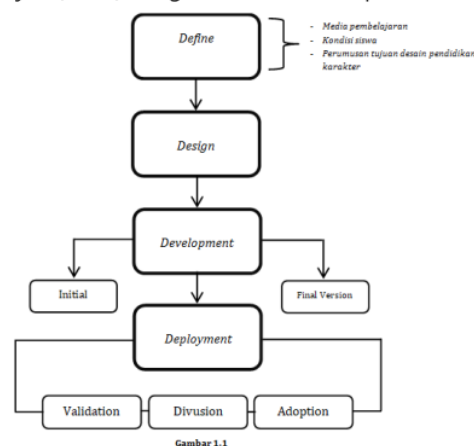 Define
- Media pembelajaran
- Kondisi siswa
- Perumusan tujuan desain pendidikan
karakter
Design
Development
Initial
Final Version
Deployment
Validation
Divusion
Adoption
Gambar 1.1